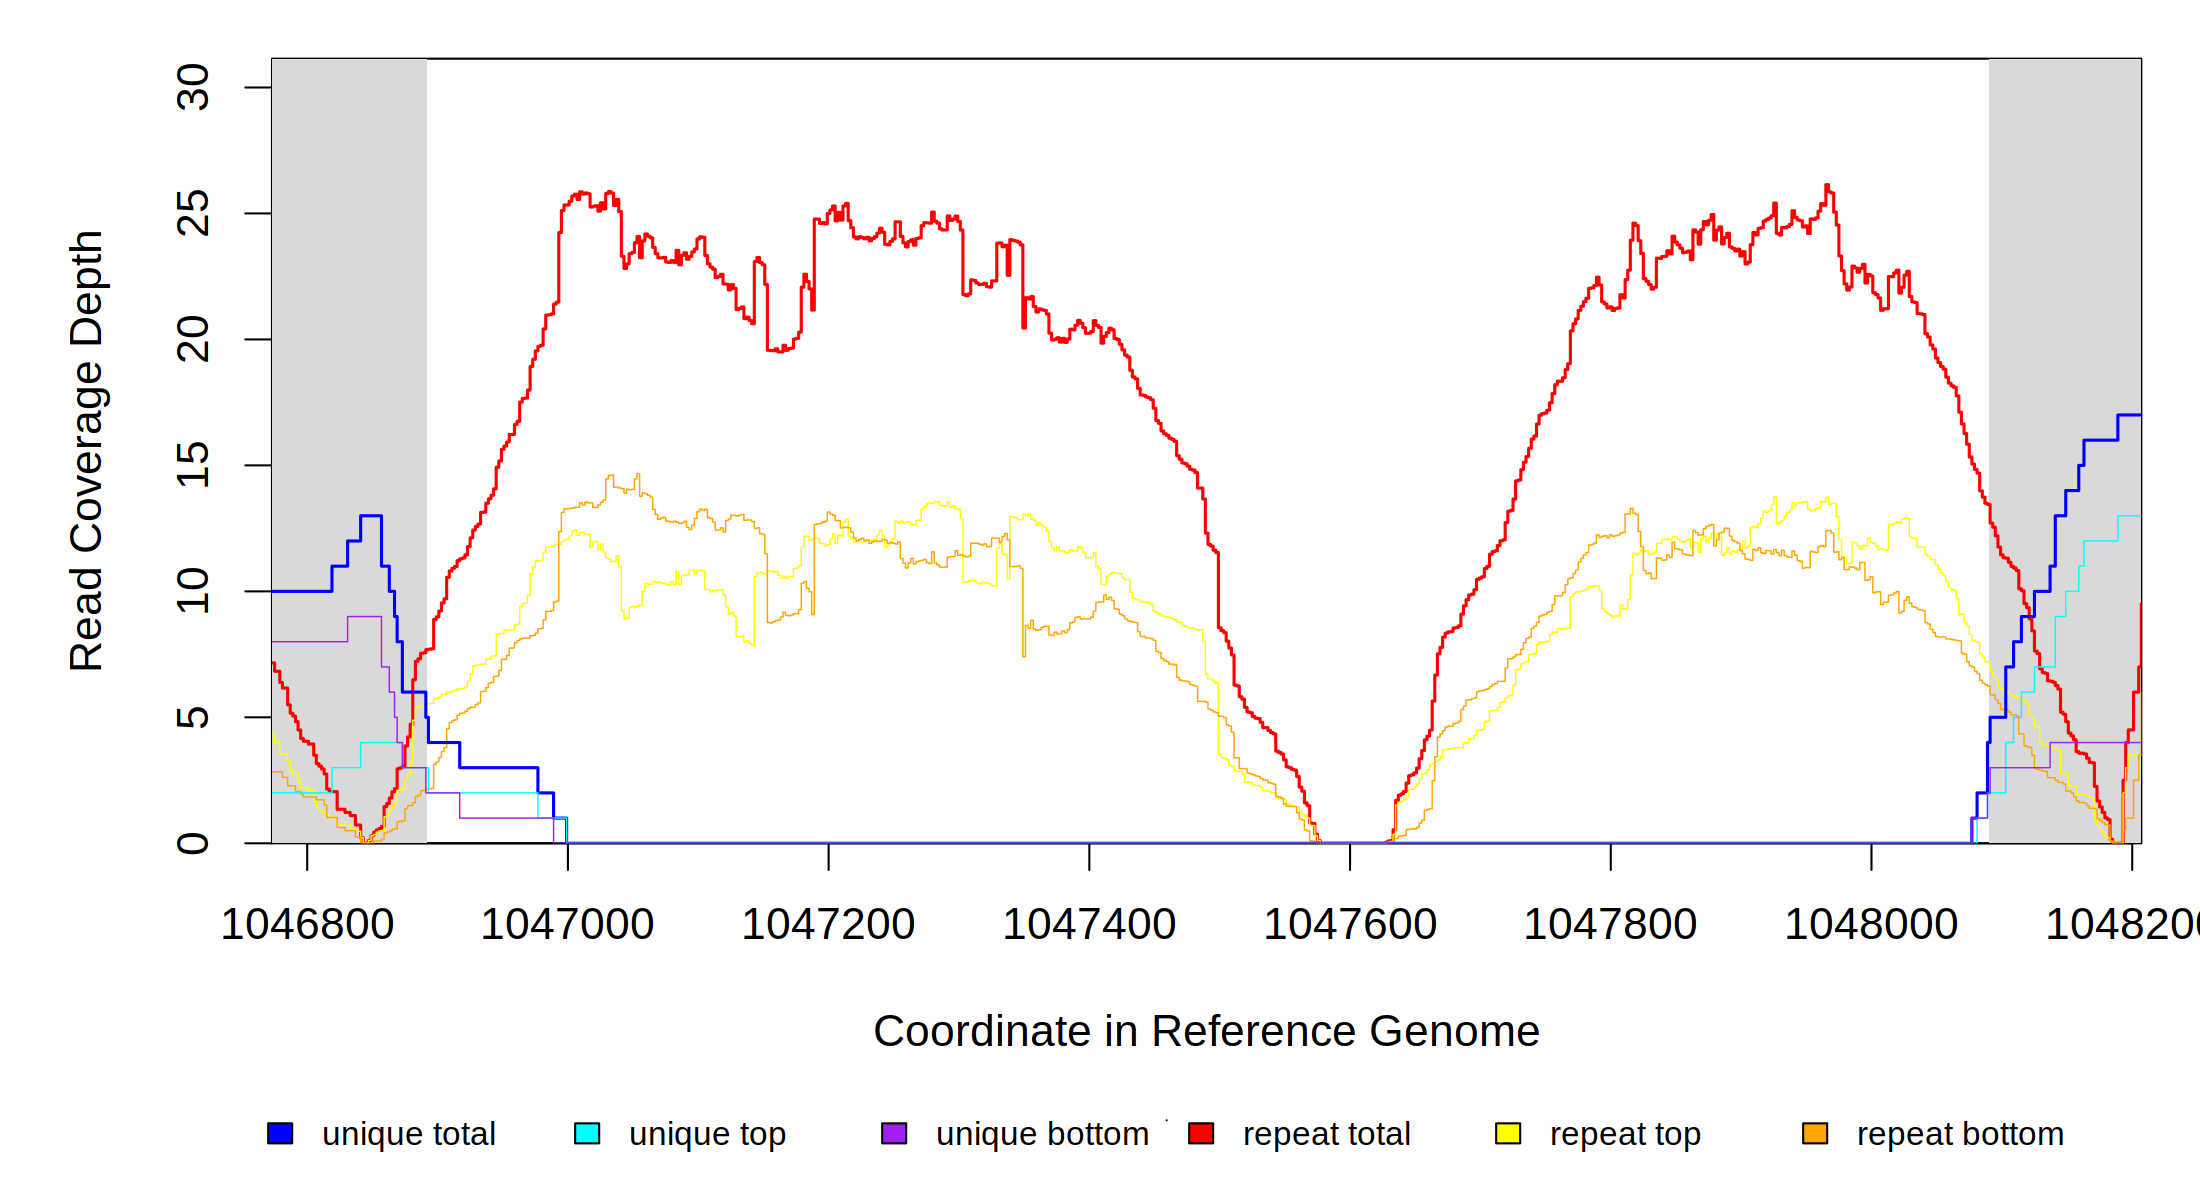 Read Coverage Depth
30
25
20
15
10
5
0
1046800 1047000 1047200 1047400 1047600 1047800 1048000 104820
Coordinate in Reference Genome
unique total unique top unique bottom repeat total repeat top repeat bottom